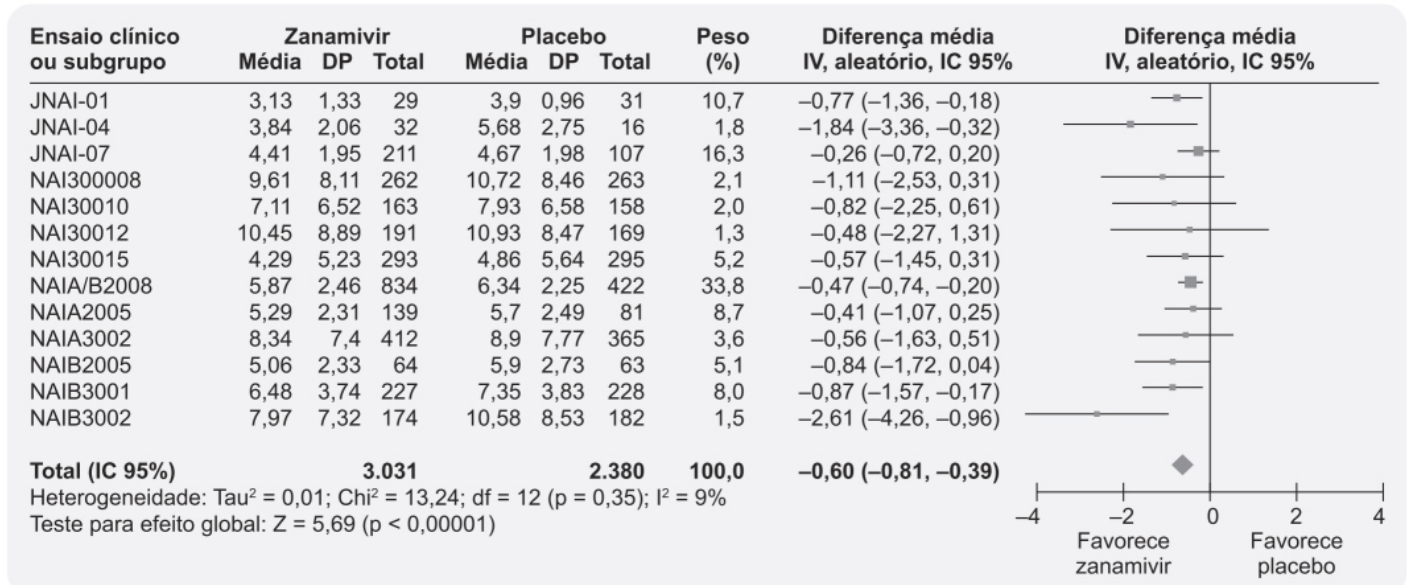 Ensaio clínico Zanamivir Placebo Peso Diferença média Diferença média
ou subgrupo Média DP Total Média DP Total (%) IV, aleatório, IC 95% IV, aleatório, IC 95%
JNAI-01 3,13 1,33 29 3,9 0,96 31 10,7 –0,77 (–1,36, –0,18)
JNAI-04 3,84 2,06 32 5,68 2,75 16 1,8 –1,84 (–3,36, –0,32)
JNAI-07 4,41 1,95 211 4,67 1,98 107 16,3 –0,26 (–0,72, 0,20)
NAI300008 9,61 8,11 262 10,72 8,46 263 2,1 –1,11 (–2,53, 0,31)
NAI30010 7,11 6,52 163 7,93 6,58 158 2,0 –0,82 (–2,25, 0,61)
NAI30012 10,45 8,89 191 10,93 8,47 169 1,3 –0,48 (–2,27, 1,31)
NAI30015 4,29 5,23 293 4,86 5,64 295 5,2 –0,57 (–1,45, 0,31)
NAIA/B2008 5,87 2,46 834 6,34 2,25 422 33,8 –0,47 (–0,74, –0,20)
NAIA2005 5,29 2,31 139 5,7 2,49 81 8,7 –0,41 (–1,07, 0,25)
NAIA3002 8,34 7,4 412 8,9 7,77 365 3,6 –0,56 (–1,63, 0,51)
NAIB2005 5,06 2,33 64 5,9 2,73 63 5,1 –0,84 (–1,72, 0,04)
NAIB3001 6,48 3,74 227 7,35 3,83 228 8,0 –0,87 (–1,57, –0,17)
NAIB3002 7,97 7,32 174 10,58 8,53 182 1,5 –2,61 (–4,26, –0,96)
Total (IC 95%) 3.031 2.380 100,0 –0,60 (–0,81, –0,39)
Heterogeneidade: Tau² = 0,01; Chi² = 13,24; df = 12 (p = 0,35); I² = 9%
Teste para efeito global: Z = 5,69 (p < 0,00001)
–4 –2 0 2 4
Favorece Favorece
zanamivir placebo